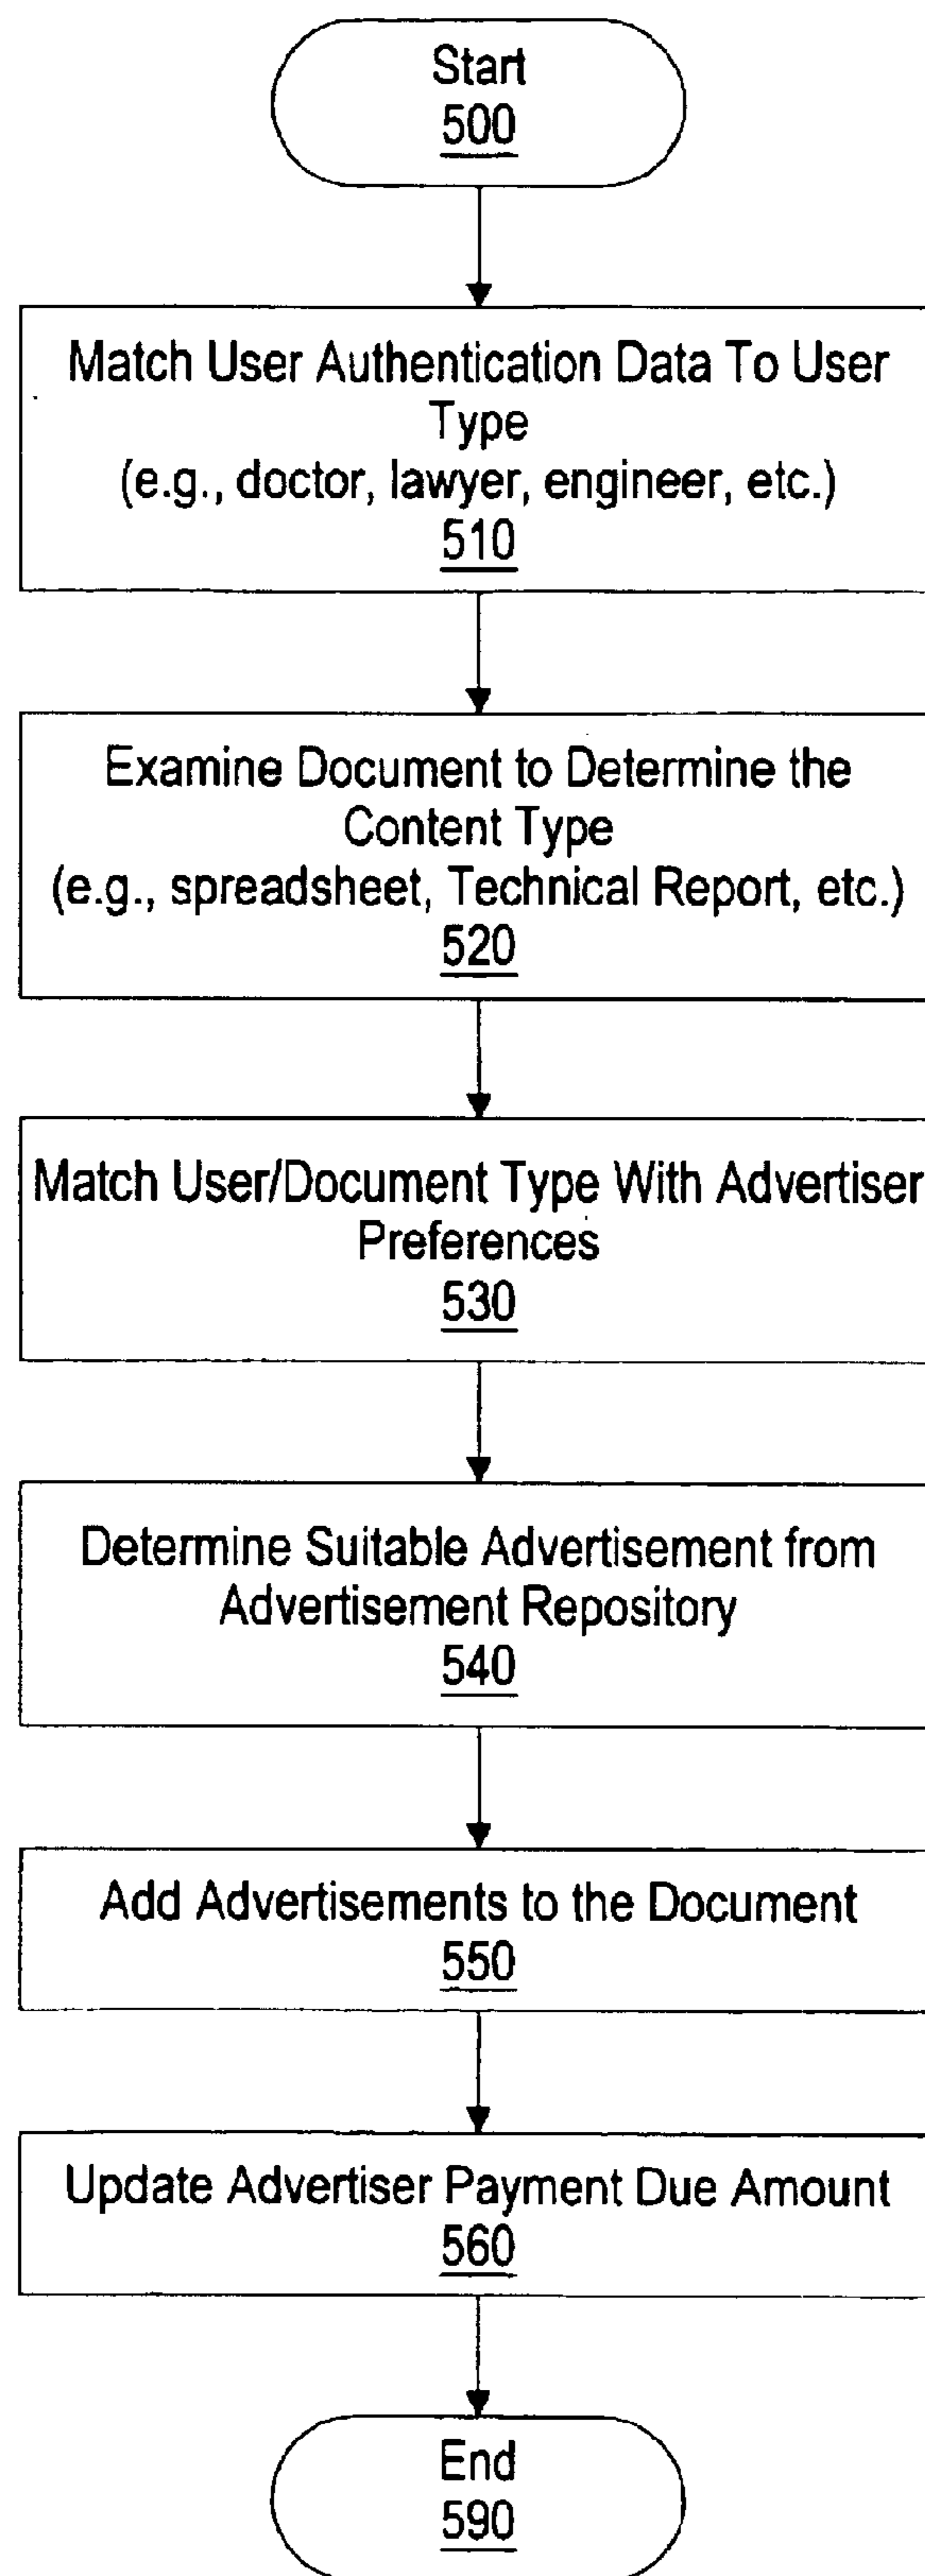 Start
500
Match User Authentication Data To User
Type
(e.g., doctor, lawyer, engineer, etc.)
510
Examine Document to Determine the
Content Type
(e.g., spreadsheet, Technical Report, etc.)
520
Match User/Document Type With Advertiser
Preferences
530
Determine Suitable Advertisement from
Advertisement Repository
540
Add Advertisements to the Document
550
Update Advertiser Payment Due Amount
560
End
590